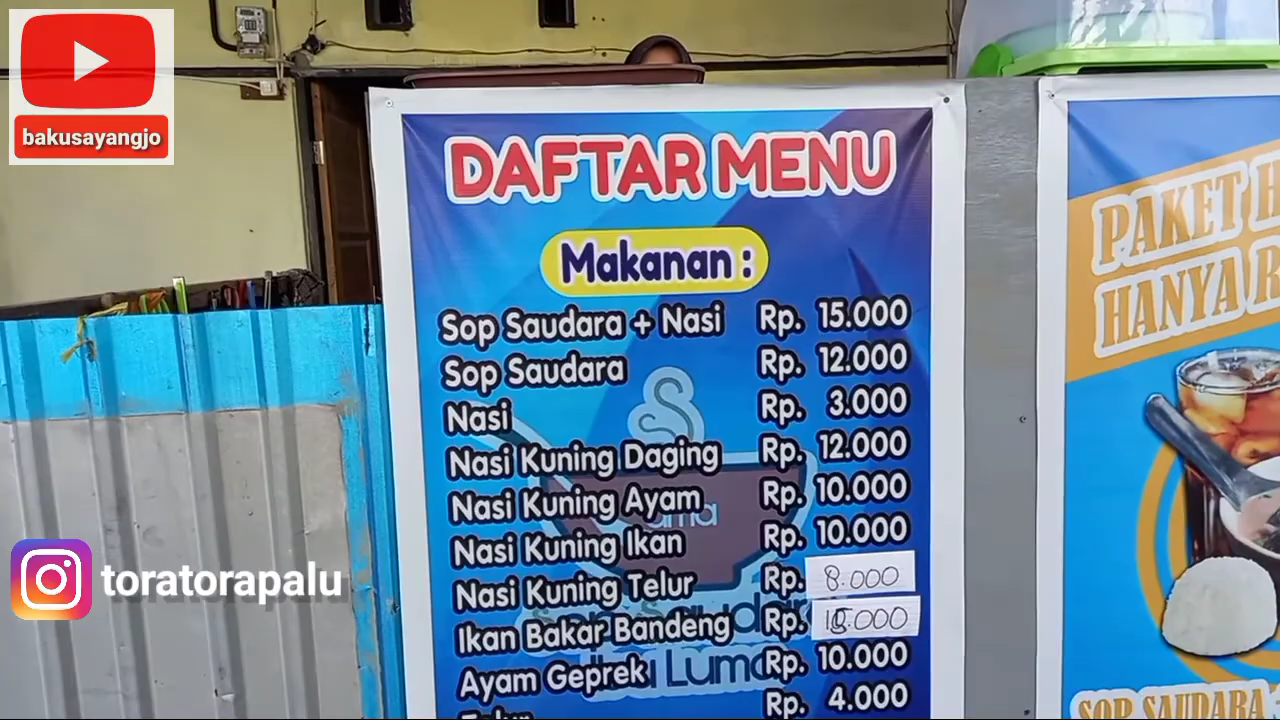 bakusayangjo
DAFTAR MENU
Makanan :
Sop Saudara + Nasi Rp. 15.000
Sop Saudara Rp. 12.000
Nasi Rp. 3.000
Nasi Kuning Daging Rp. 12.000
Nasi Kuning Ayam Rp. 10.000
Nasi Kuning Ikan Rp. 10.000
Nasi Kuning Telur Rp. 8.000
Ikan Bakar Bandeng Rp. 15.000
Ayam Geprek Rp. 10.000
Telur Rp. 4.000
PAKET H
HANYA R
SOP SAUDARA
toratorapalu